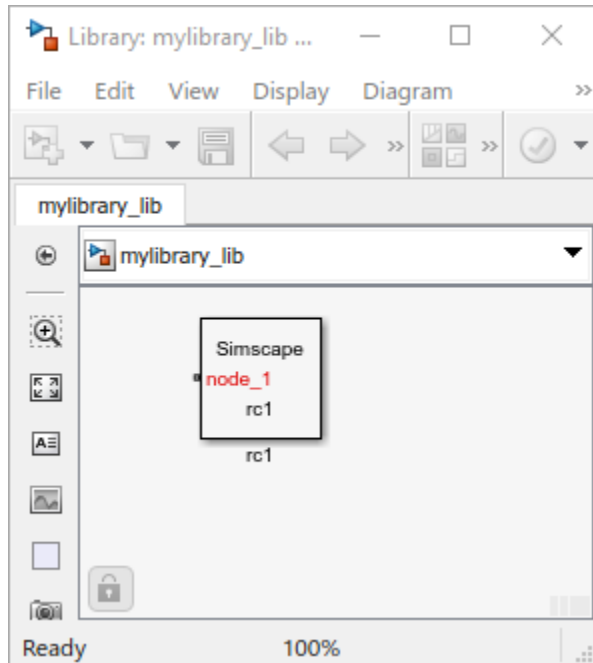 Library: mylibrary_lib ...
File Edit View Display Diagram »
mylibrary_lib
mylibrary_lib
Simscape
node_1
rc1
rc1
Ready 100%